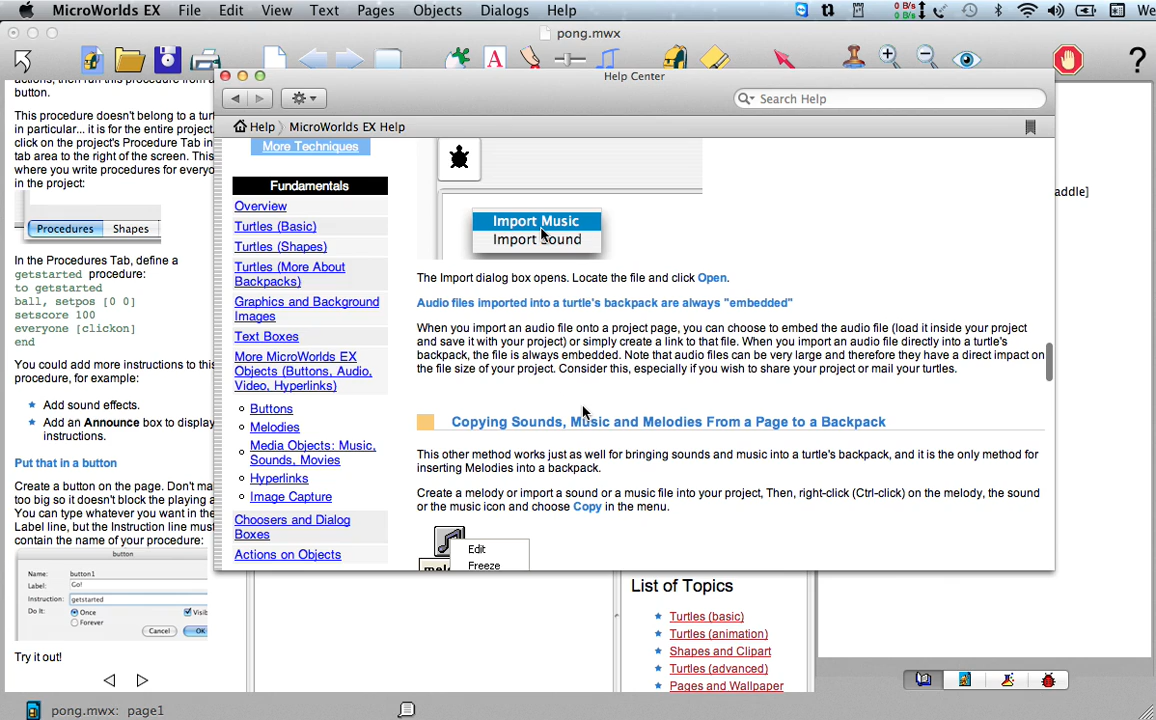 MicroWorlds EX File Edit View Text Pages Objects Dialogs Help
0 B/s
0 B/s
We
pong.mwx
Help Center
Search Help
Help MicroWorlds EX Help
button.
This procedure doesn't belong to a
in particular... it is for the entire project
click on the project's Procedure Tab in
tab area to the right of the screen. This
where you write procedures for everyo
in the project:
Procedures Shapes
In the Procedures Tab, define a
getstarted procedure:
to getstarted
ball, setpos [0 0]
setscore 100
everyone [clickon]
end
You could add more instructions to this
procedure, for example:
Add sound effects.
Add an Announce box to display
instructions.
Put that in a button
Create a button on the page. Don't ma
too big so it doesn't block the playing a
You can type whatever you want in the
Label line, but the Instruction line mus
contain the name of your procedure:
button
Name: button1
Label: Go!
Instruction: getstarted
Do It: Once Visib
Forever
Cancel OK
Try it out!
More Techniques
Fundamentals
Overview
Turtles (Basic)
Turtles (Shapes)
Turtles (More About
Backpacks)
Graphics and Background
Images
Text Boxes
More MicroWorlds EX
Objects (Buttons, Audio,
Video, Hyperlinks)
Buttons
Melodies
Media Objects: Music,
Sounds, Movies
Hyperlinks
Image Capture
Choosers and Dialog
Boxes
Actions on Objects
Import Music
Import Sound
The Import dialog box opens. Locate the file and click Open.
Audio files imported into a turtle's backpack are always "embedded"
When you import an audio file onto a project page, you can choose to embed the audio file (load it inside your project
and save it with your project) or simply create a link to that file. When you import an audio file directly into a turtle's
backpack, the file is always embedded. Note that audio files can be very large and therefore they have a direct impact on
the file size of your project. Consider this, especially if you wish to share your project or mail your turtles.
Copying Sounds, Music and Melodies From a Page to a Backpack
This other method works just as well for bringing sounds and music into a turtle's backpack, and it is the only method for
inserting Melodies into a backpack.
Create a melody or import a sound or a music file into your project, Then, right-click (Ctrl-click) on the melody, the sound
or the music icon and choose Copy in the menu.
Edit
Freeze
addle]
List of Topics
Turtles (basic)
Turtles (animation)
Shapes and Clipart
Turtles (advanced)
Pages and Wallpaper
pong.mwx: page1